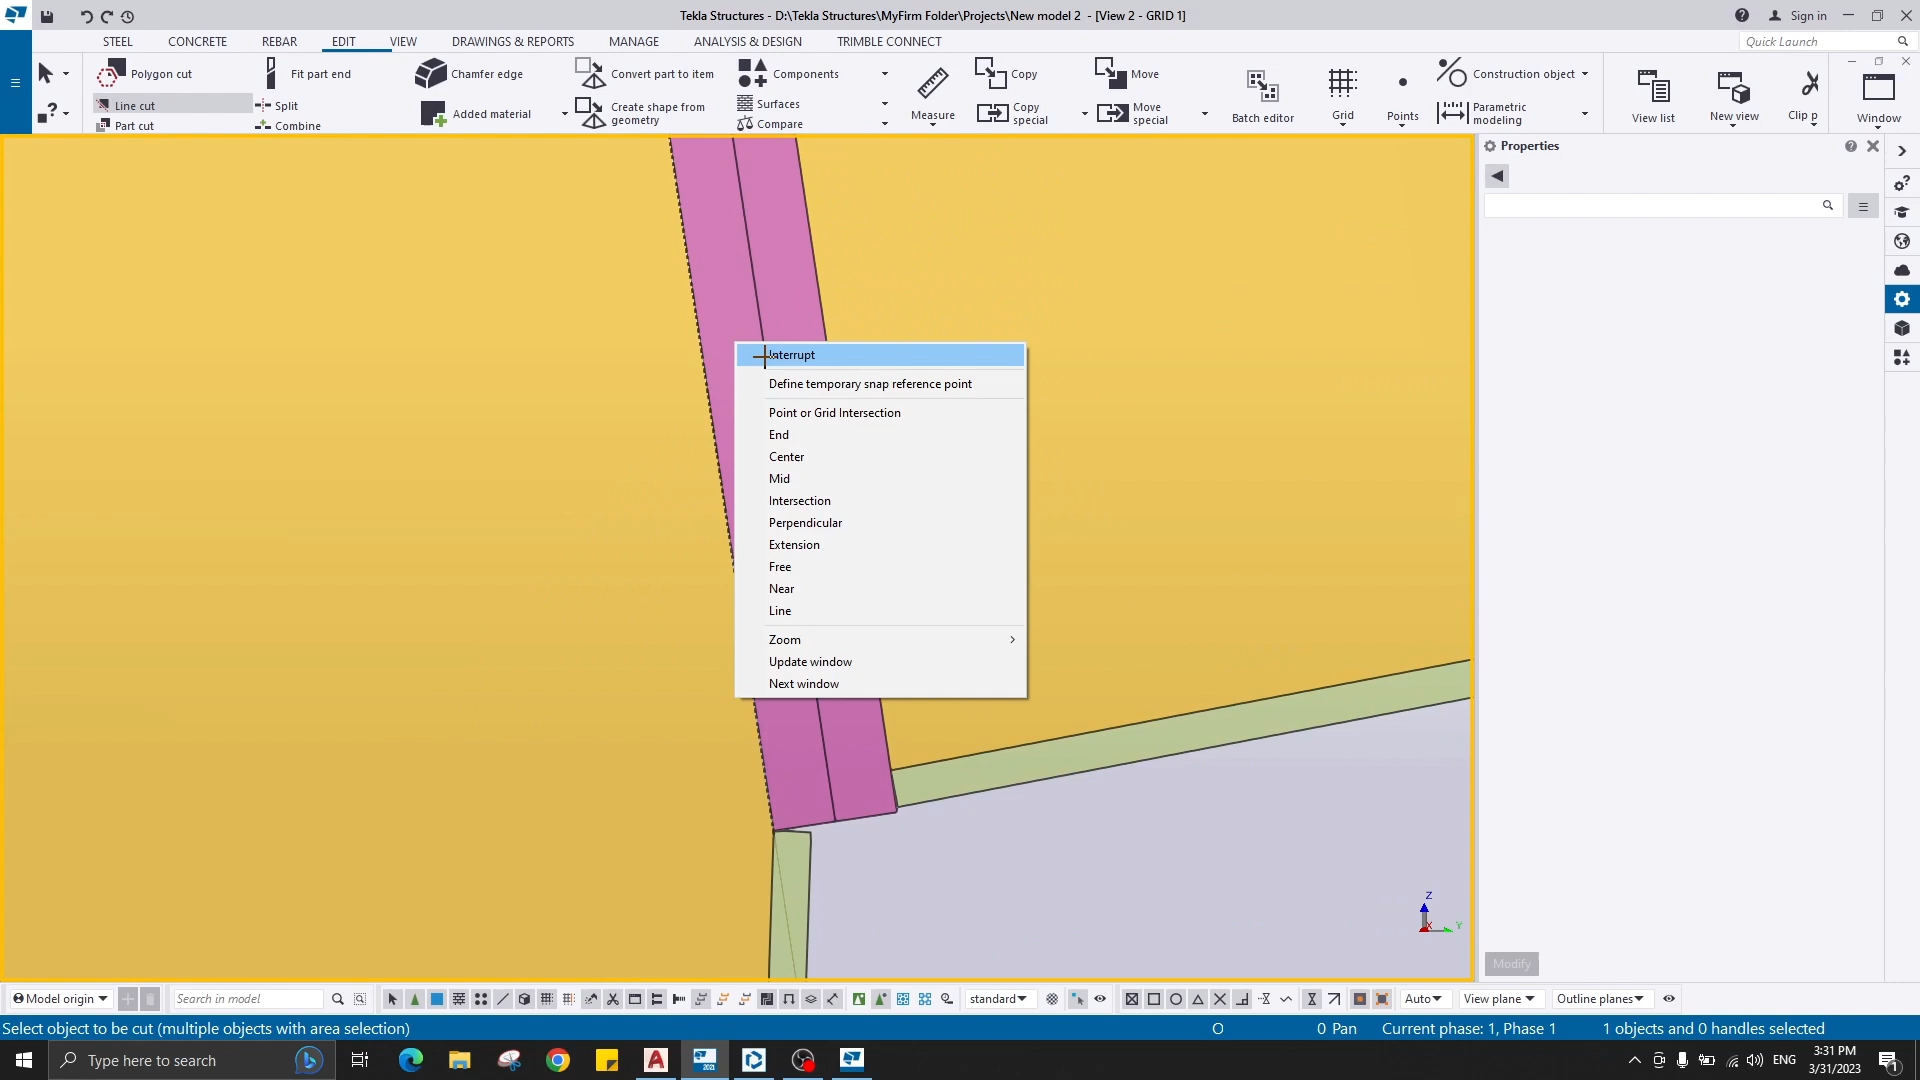 Tekla Structures - D:\Tekla Structures\MyFirm Folder\Projects\New model 2 - [View 2 - GRID 1]
Sign in
STEEL CONCRETE REBAR EDIT VIEW DRAWINGS & REPORTS MANAGE ANALYSIS & DESIGN TRIMBLE CONNECT
Quick Launch
Polygon cut
Line cut
Part cut
Fit part end
Split
Combine
Chamfer edge
Added material
Convert part to item
Create shape from
geometry
Components
Surfaces
Compare
Measure
Copy
Copy
special
Move
Move
special
Batch editor
Grid
Points
Construction object
Parametric
modeling
View list
New view
Clip p
Window
Properties
Interrupt
Define temporary snap reference point
Point or Grid Intersection
End
Center
Mid
Intersection
Perpendicular
Extension
Free
Near
Line
Zoom
Update window
Next window
Z
Y
X
Modify
Model origin
Search in model
standard
Auto
View plane
Outline planes
Select object to be cut (multiple objects with area selection)
O
0 Pan
Current phase: 1, Phase 1
1 objects and 0 handles selected
Type here to search
2021
ENG
3:31 PM
3/31/2023
1